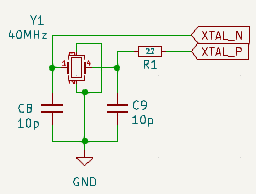 Y1
40MHz
XTAL_N
XTAL_P
1
4
22
R1
C8
10p
C9
10p
GND